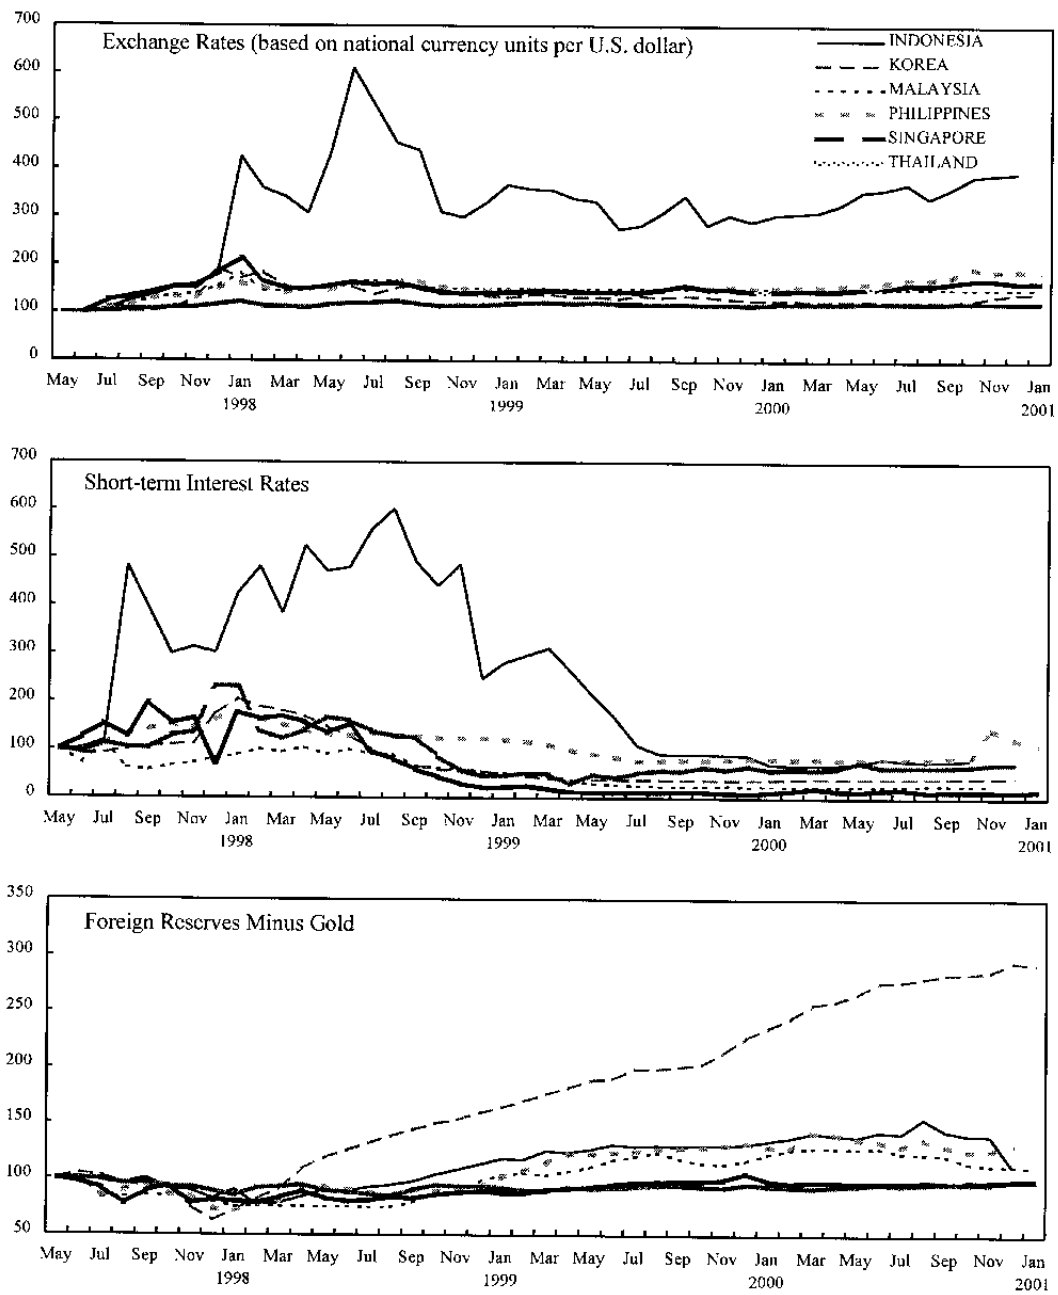 700
Exchange Rates (based on national currency units per U.S. dollar)
INDONESIA
600
KOREA
MALAYSIA
500
PHILIPPINES
SINGAPORE
400
THAILAND
300
200
100
0
May Jul Sep Nov Jan Mar May Jul Sep Nov Jan Mar May Jul Sep Nov Jan Mar May Jul Sep Nov Jan
1998 1999 2000 2001
700
Short-term Interest Rates
600
500
400
300
200
100
0
May Jul Sep Nov Jan Mar May Jul Sep Nov Jan Mar May Jul Sep Nov Jan Mar May Jul Sep Nov Jan
1998 1999 2000 2001
350
Foreign Reserves Minus Gold
300
250
200
150
100
50
May Jul Sep Nov Jan Mar May Jul Sep Nov Jan Mar May Jul Sep Nov Jan Mar May Jul Sep Nov Jan
1998 1999 2000 2001